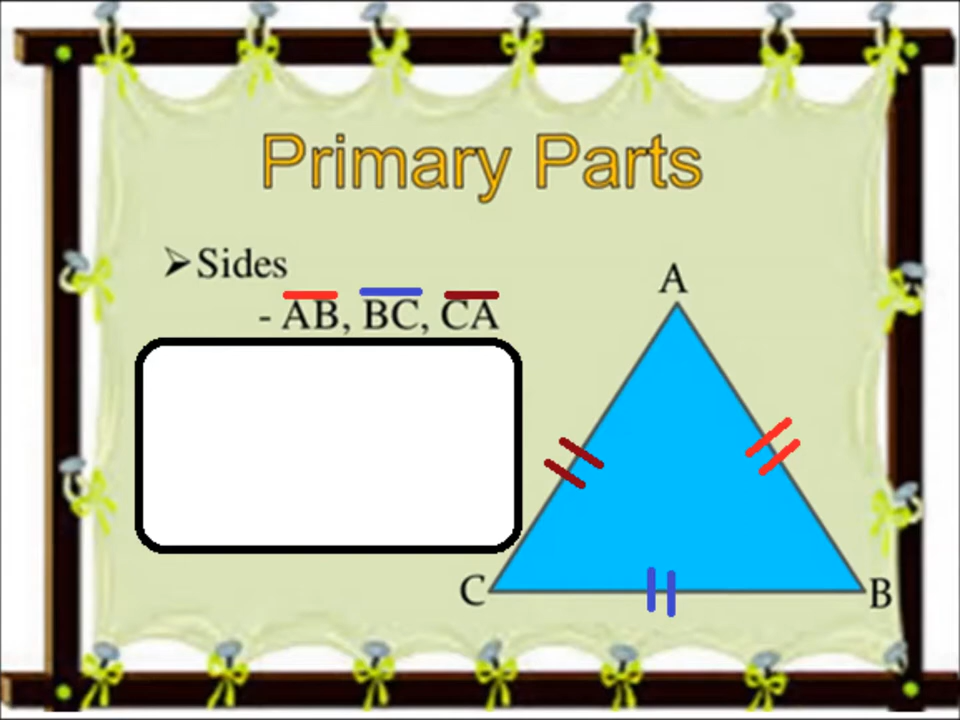 Primary Parts
➢Sides
- AB, BC, CA
A
C
B